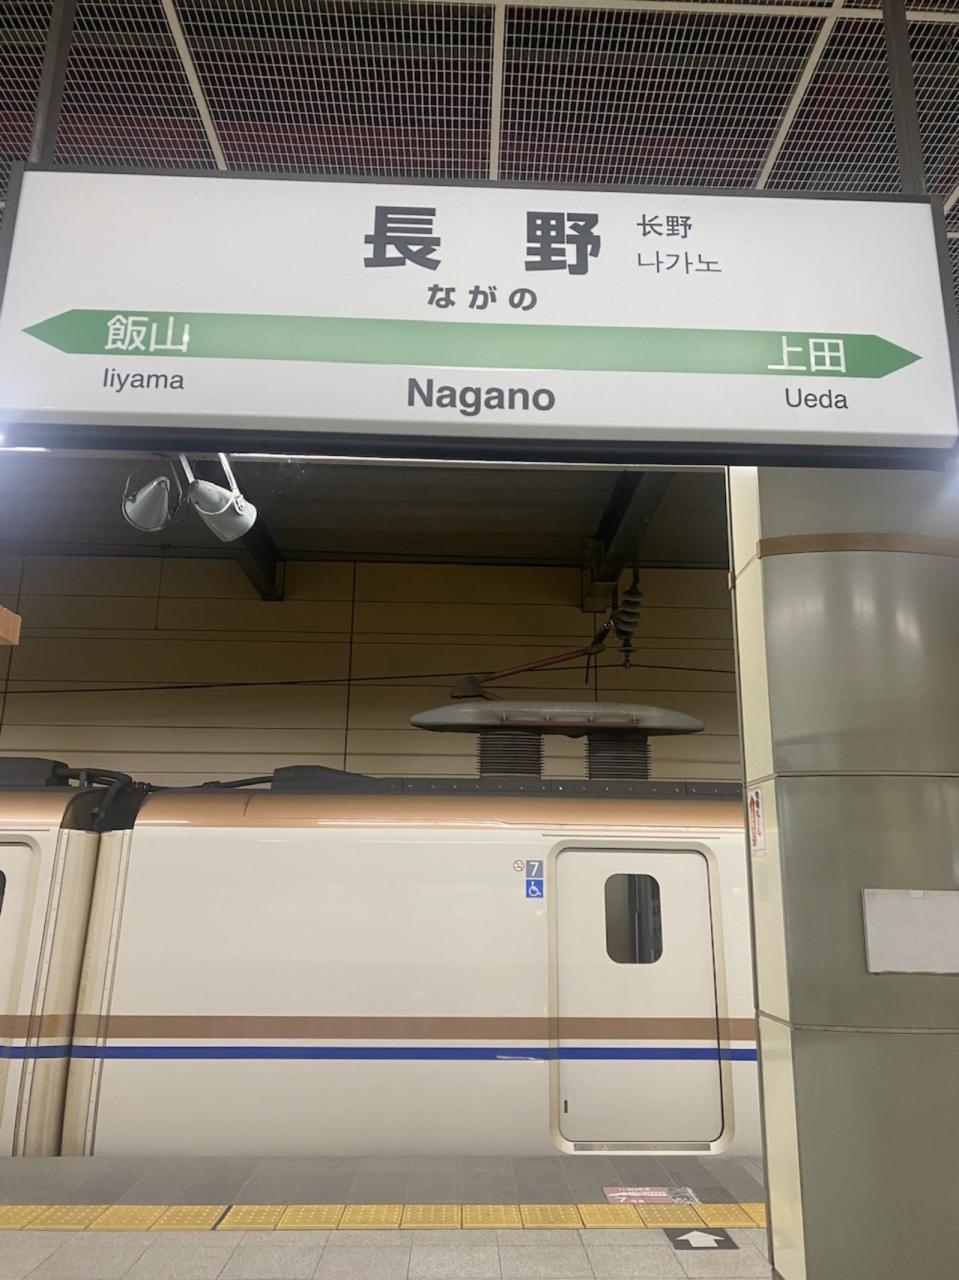 長野
长野
나가노
ながの
飯山
上田
Iiyama
Nagano
Ueda
7